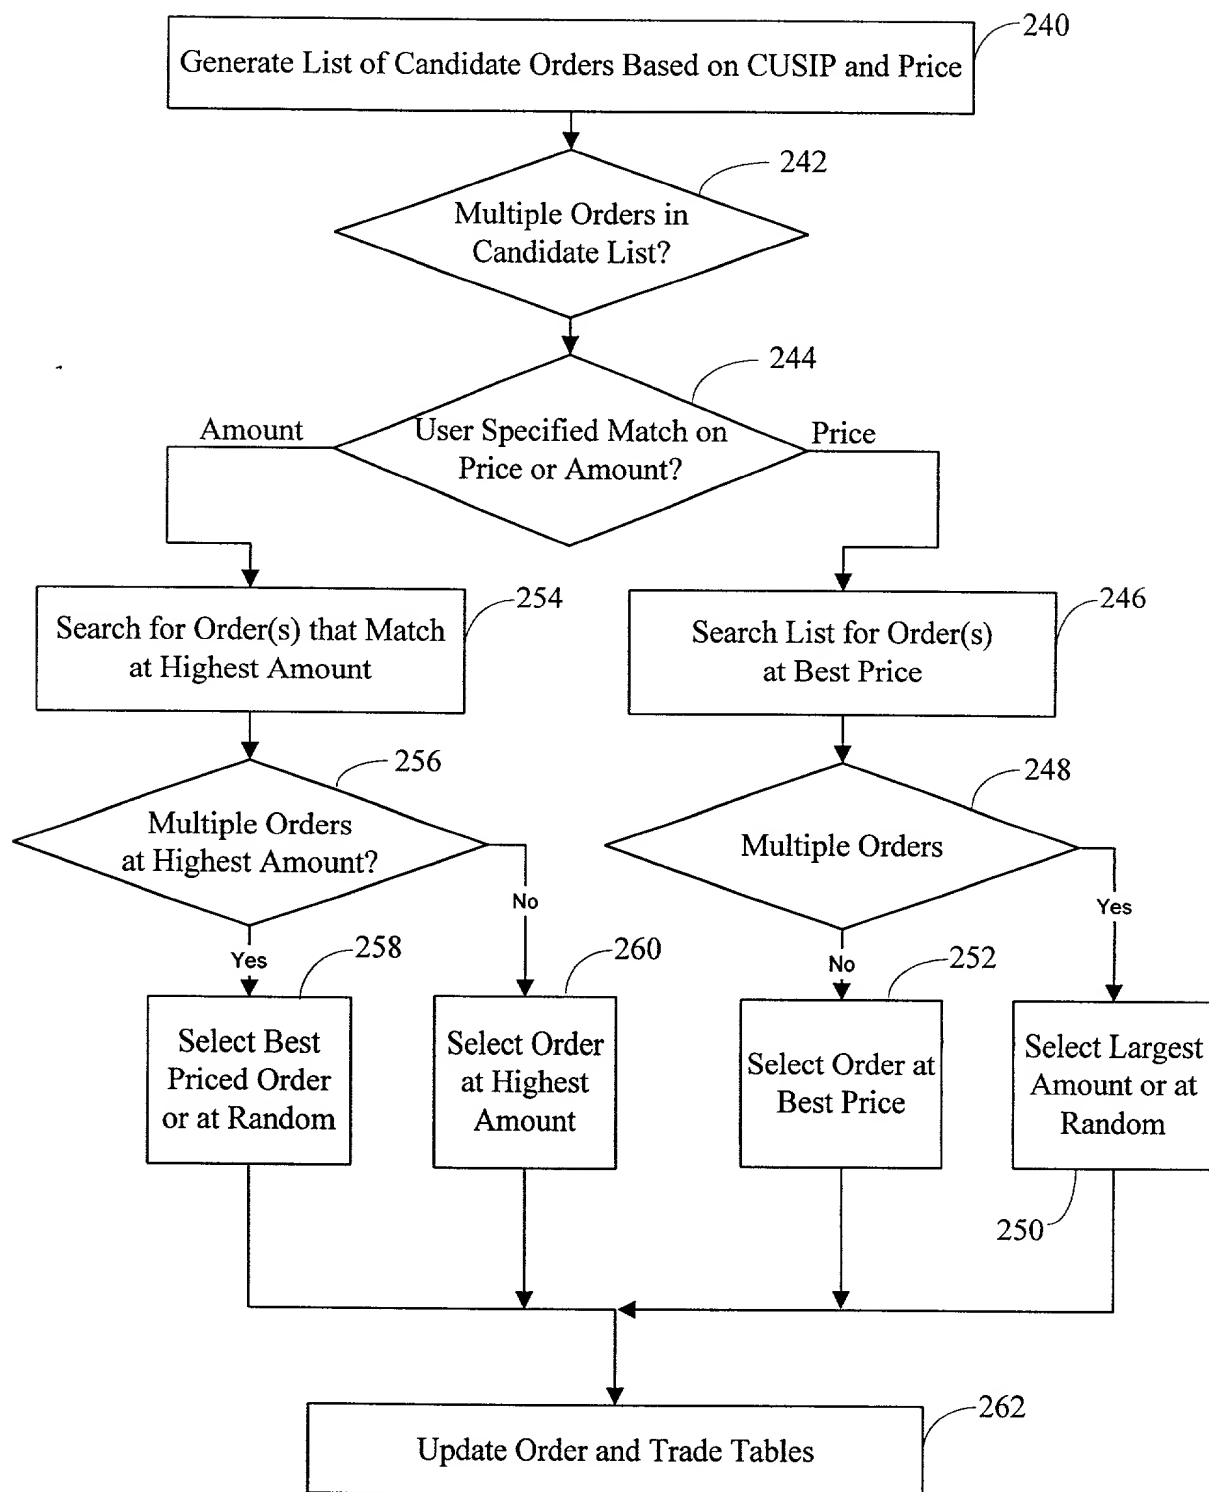 240
Generate List of Candidate Orders Based on CUSIP and Price
242
Multiple Orders in
Candidate List?
244
Amount
User Specified Match on
Price or Amount?
Price
254
Search for Order(s) that Match
at Highest Amount
246
Search List for Order(s)
at Best Price
256
Multiple Orders
at Highest Amount?
248
Multiple Orders
No
Yes
Yes
No
258
Select Best
Priced Order
or at Random
260
Select Order
at Highest
Amount
252
Select Order at
Best Price
Select Largest
Amount or at
Random
250
262
Update Order and Trade Tables